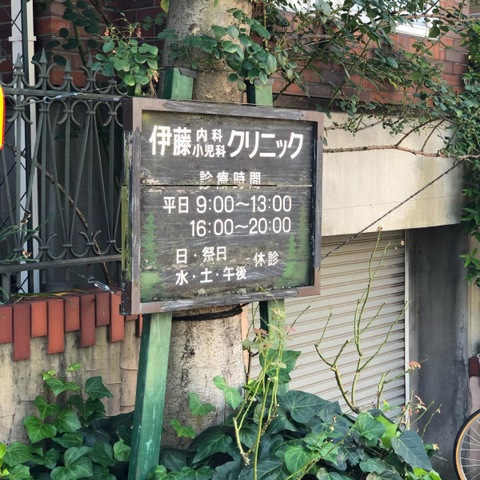 伊藤内科小児科クリニック
診療時間
平日 9:00～13:00
16:00～20:00
日・祭日
水・土・午後
休診